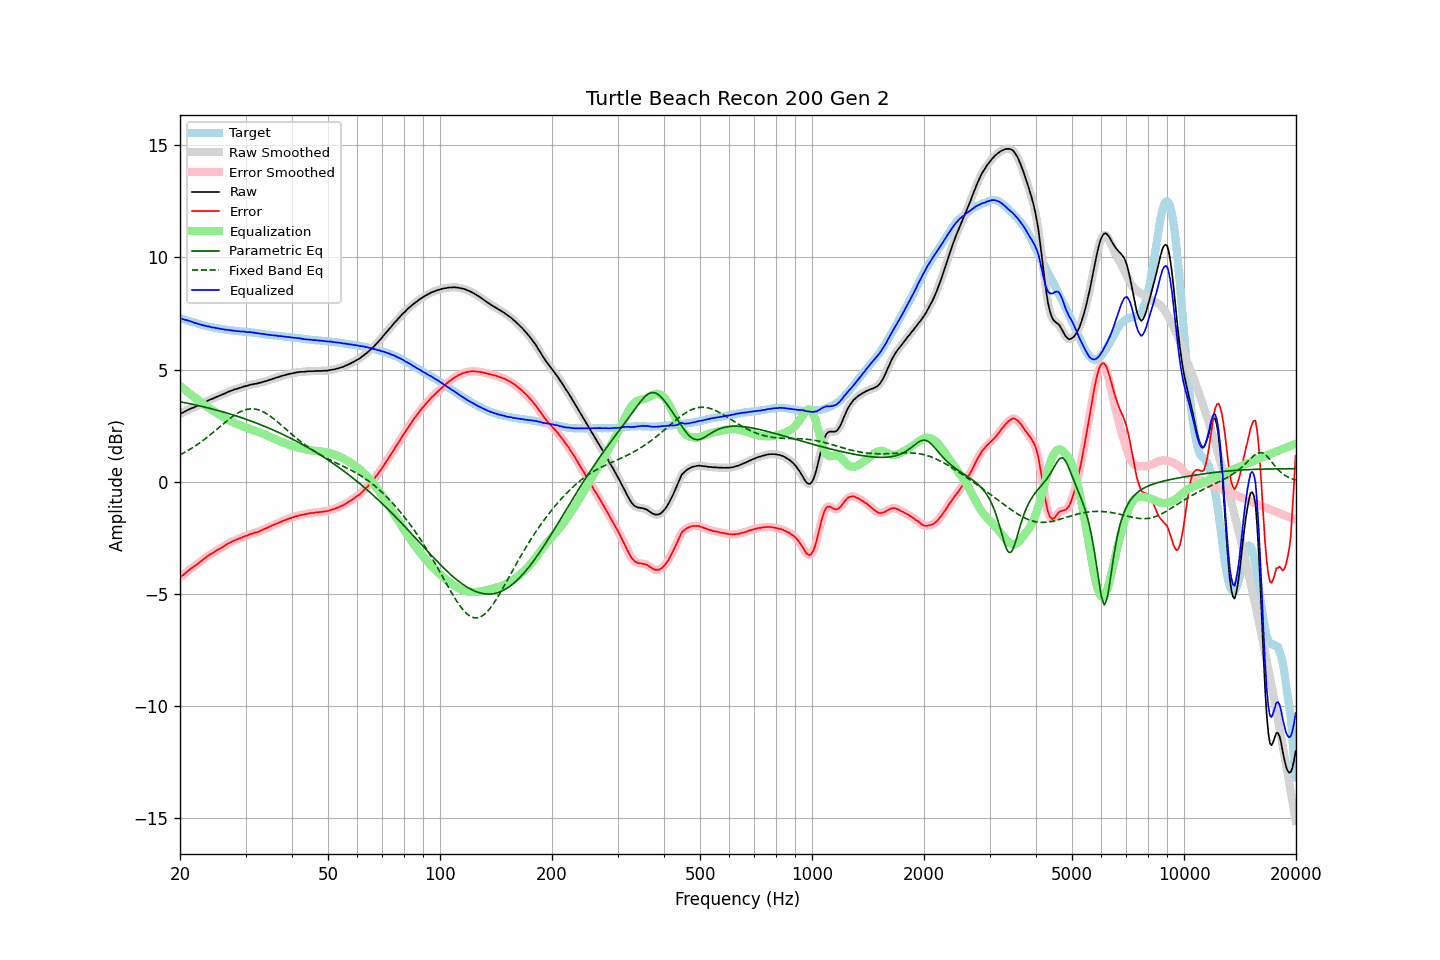 Turtle Beach Recon 200 Gen 2
Target
Raw Smoothed
Error Smoothed
Raw
Error
Equalization
Parametric Eq
Fixed Band Eq
Equalized
15
10
5
0
−5
−10
−15
Amplitude (dBr)
20
50
100
200
500
1000
2000
5000
10000
20000
Frequency (Hz)